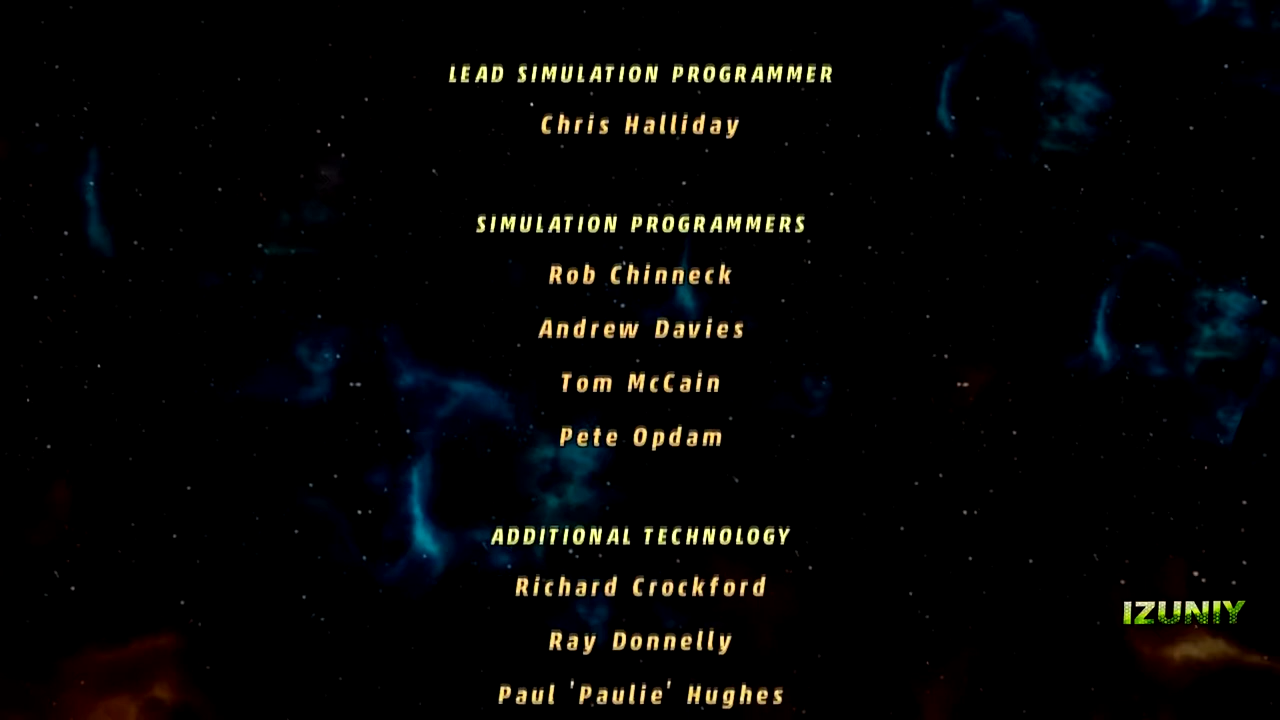 LEAD SIMULATION PROGRAMMER
Chris Halliday
SIMULATION PROGRAMMERS
Rob Chinneck
Andrew Davies
Tom McCain
Pete Opdam
ADDITIONAL TECHNOLOGY
Richard Crockford
Ray Donnelly
IZUNIY
Paul 'Paulie' Hughes